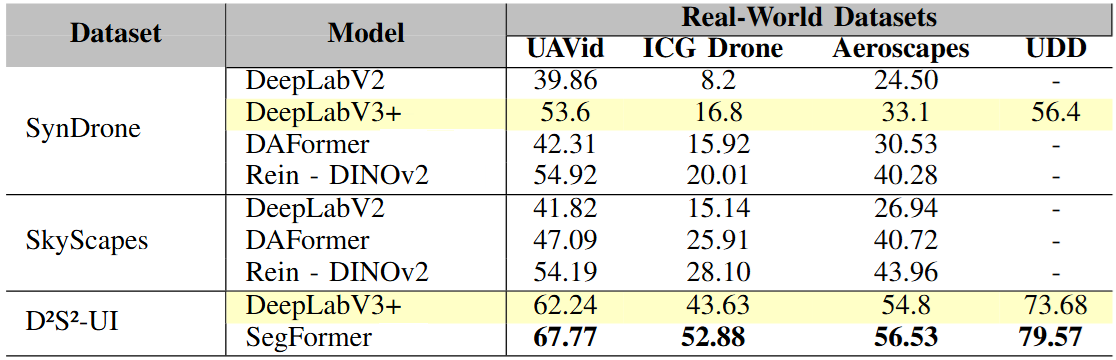 Dataset Model Real-World Datasets
UAVid ICG Drone Aeroscapes UDD
SynDrone
DeepLabV2 39.86 8.2 24.50 -
DeepLabV3+ 53.6 16.8 33.1 56.4
DAFormer 42.31 15.92 30.53 -
Rein - DINOv2 54.92 20.01 40.28 -
SkyScapes
DeepLabV2 41.82 15.14 26.94 -
DAFormer 47.09 25.91 40.72 -
Rein - DINOv2 54.19 28.10 43.96 -
D²S²-UI
DeepLabV3+ 62.24 43.63 54.8 73.68
SegFormer 67.77 52.88 56.53 79.57